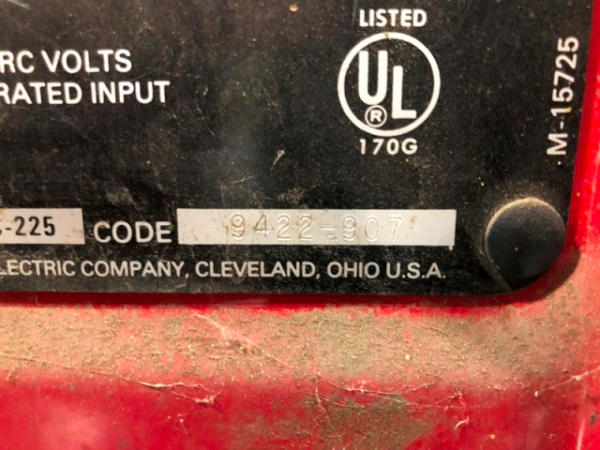 LISTED
RC VOLTS
UL
®
RATED INPUT
170G
M-15725
-225 CODE 9422-907
LECTRIC COMPANY, CLEVELAND, OHIO U.S.A.